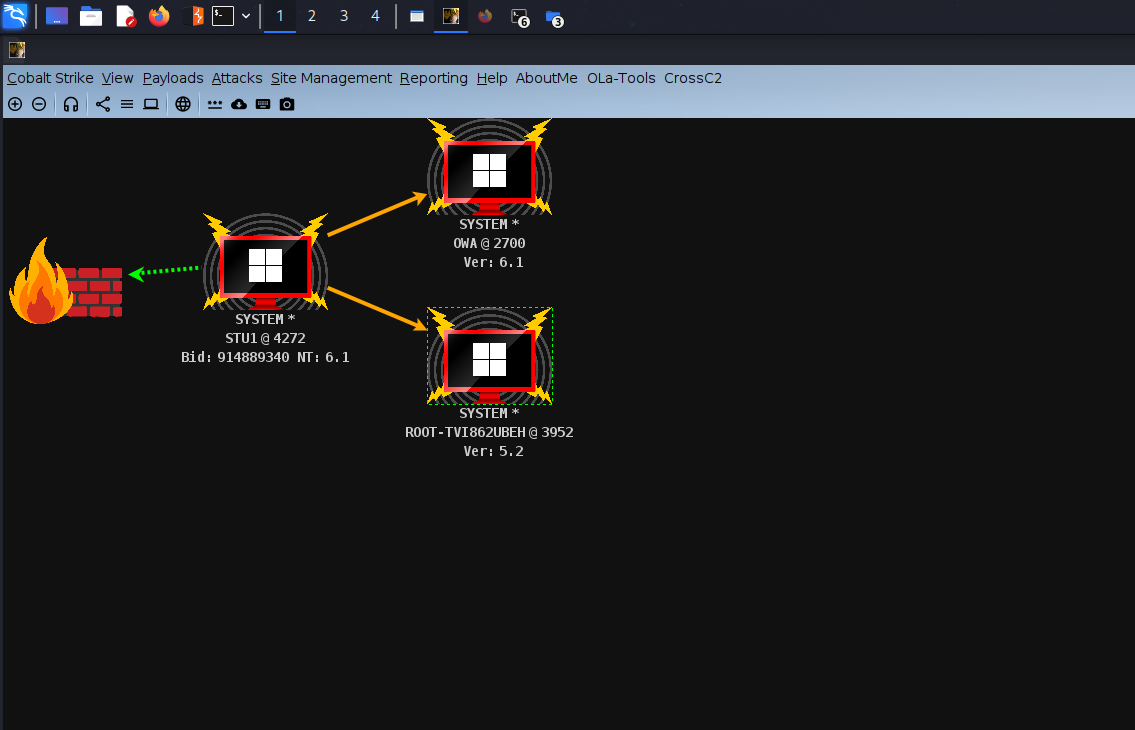 1 2 3 4 6 3
Cobalt Strike View Payloads Attacks Site Management Reporting Help AboutMe OLa-Tools CrossC2
SYSTEM *
OWA @ 2700
Ver: 6.1
SYSTEM *
STU1 @ 4272
Bid: 914889340 NT: 6.1
SYSTEM *
ROOT-TVI862UBEH @ 3952
Ver: 5.2